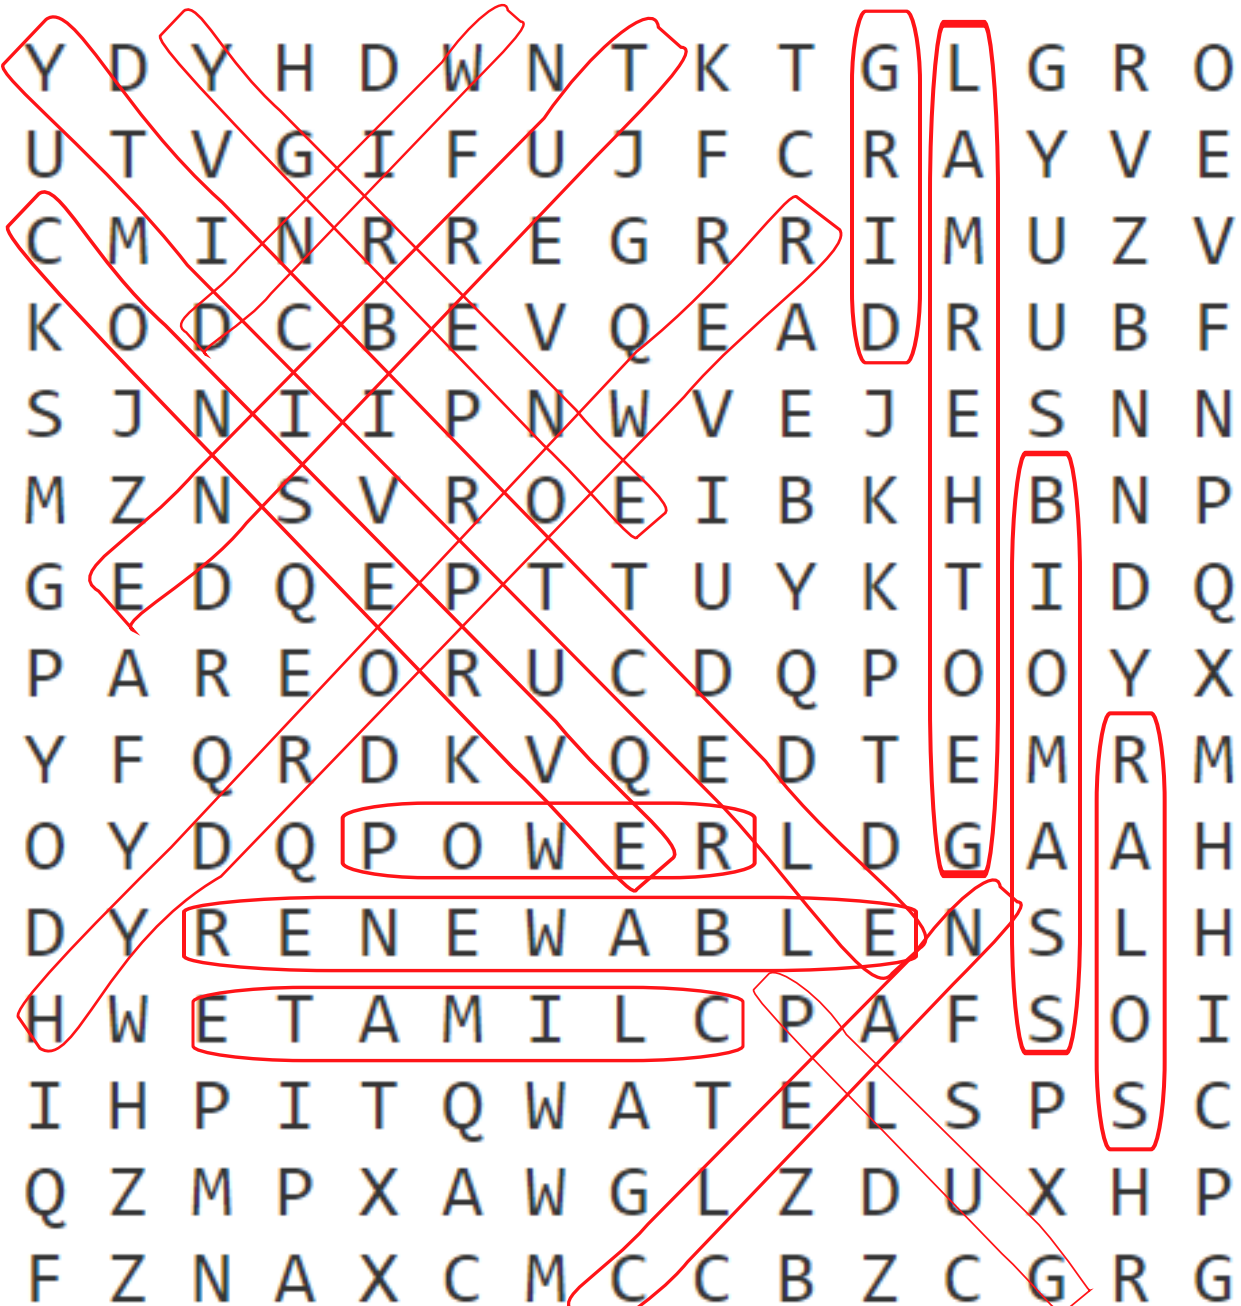 Y D Y H D W N T K T G L G R O
U T V G I F U J F C R A Y V E
C M I N R R E G R R I M U Z V
K O D C B E V Q E A D R U B F
S J N I I P N W V E J E S N N
M Z N S V R O E I B K H B N P
G E D Q E P T T U Y K T I D Q
P A R E O R U C D Q P O O Y X
Y F Q R D K V Q E D T E M R M
O Y D Q P O W E R L D G A A H
D Y R E N E W A B L E N S L H
H W E T A M I L C P A F S O I
I H P I T Q W A T E L S P S C
Q Z M P X A W G L Z D U X H P
F Z N A X C M C C B Z C G R G